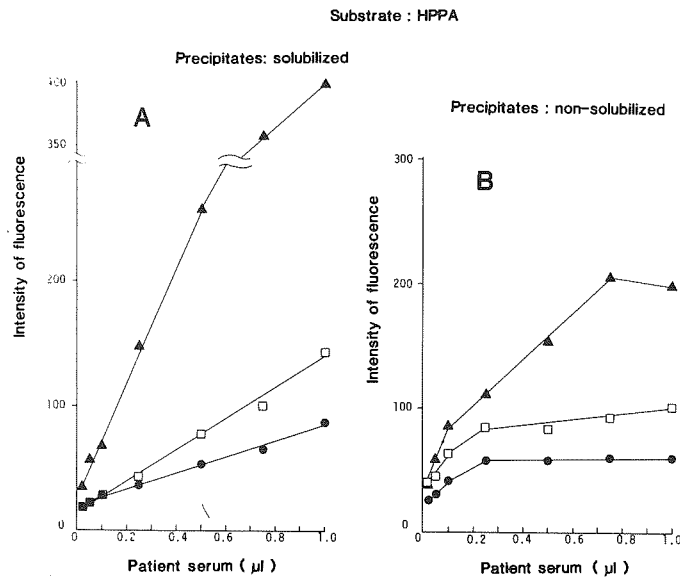 Substrate : HPPA
Precipitates: solubilized
Precipitates : non-solubilized
A
B
Intensity of fluorescence
400
350
200
100
0
0 0.2 0.4 0.6 0.8 1.0
Patient serum ( µl )
Intensity of fluorescence
300
200
100
0
0 0.2 0.4 0.6 0.8 1.0
Patient serum ( µl )